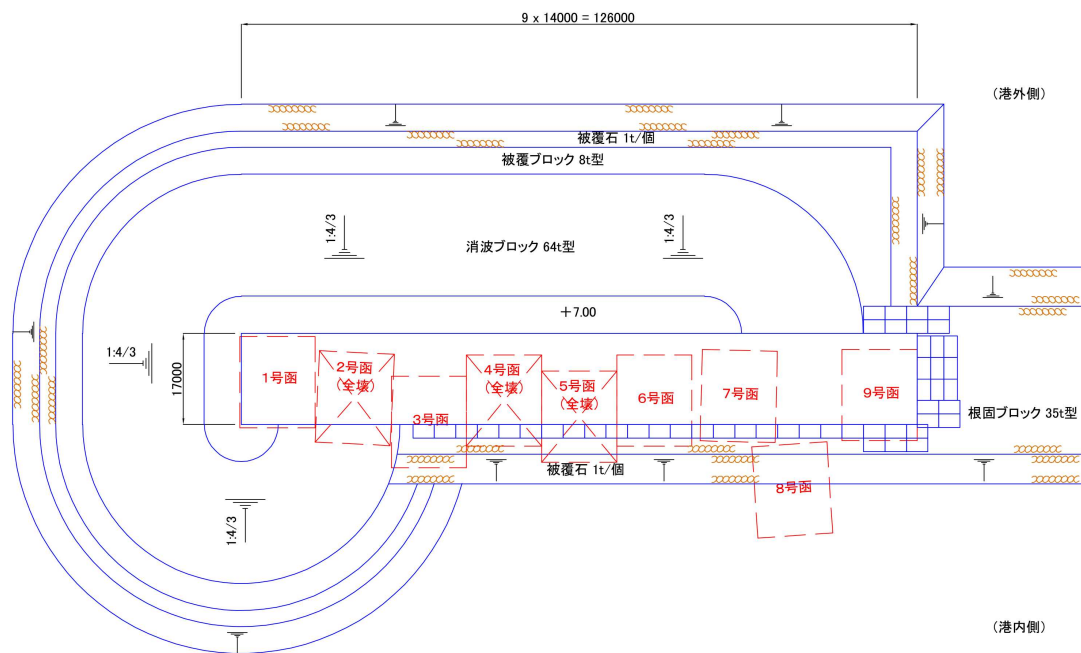 9 x 14000 = 126000
(港外側)
被覆石 1t/個
被覆ブロック 8t型
1:4/3
消波ブロック 64t型
1:4/3
+7.00
1:4/3
17000
1号函
2号函
(全壊)
3号函
4号函
(全壊)
5号函
(全壊)
6号函
7号函
9号函
根固ブロック 35t型
被覆石 1t/個
8号函
1:4/3
(港内側)